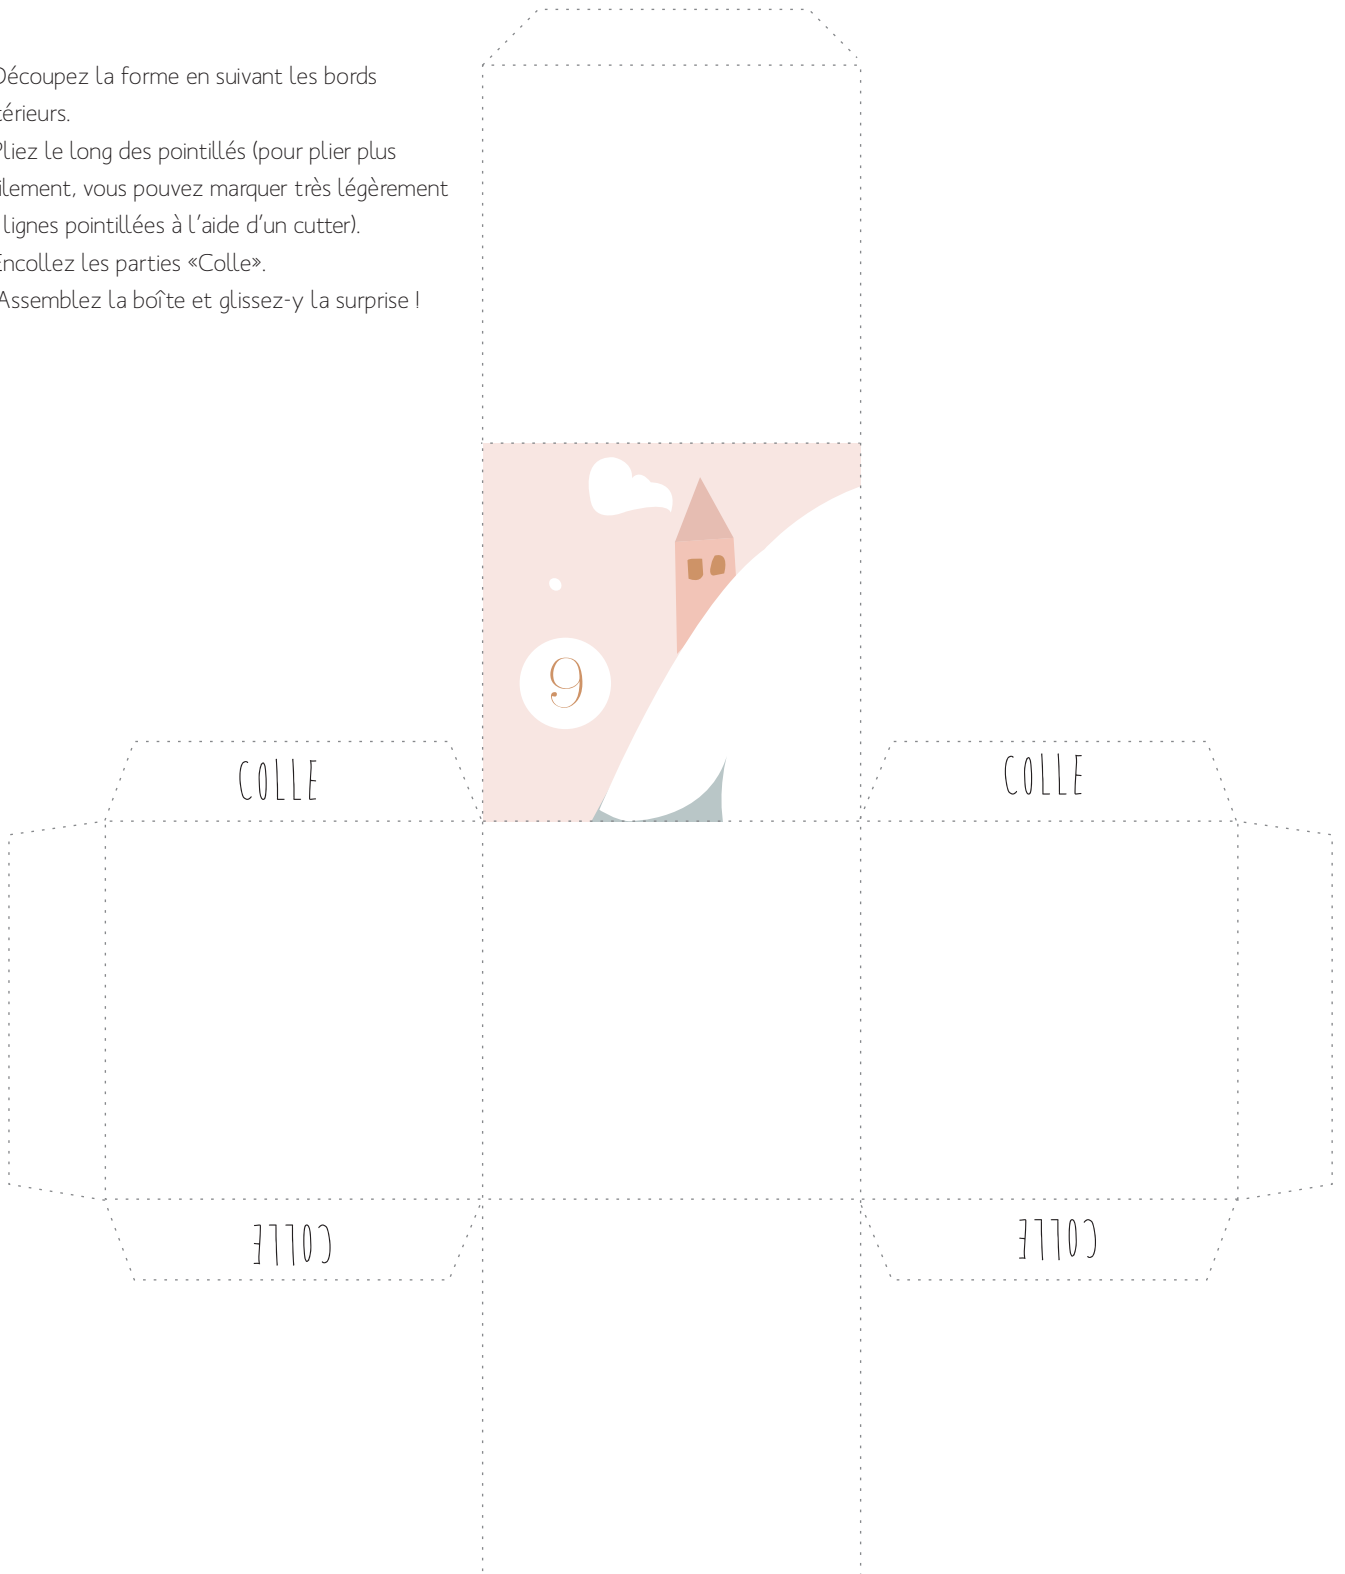 Découpez la forme en suivant les bords
térieurs.
Pliez le long des pointillés (pour plier plus
ilement, vous pouvez marquer très légèrement
lignes pointillées à l'aide d'un cutter).
Encollez les parties «Colle».
Assemblez la boîte et glissez-y la surprise !
9
COLLE
COLLE
COLLE
COLLE